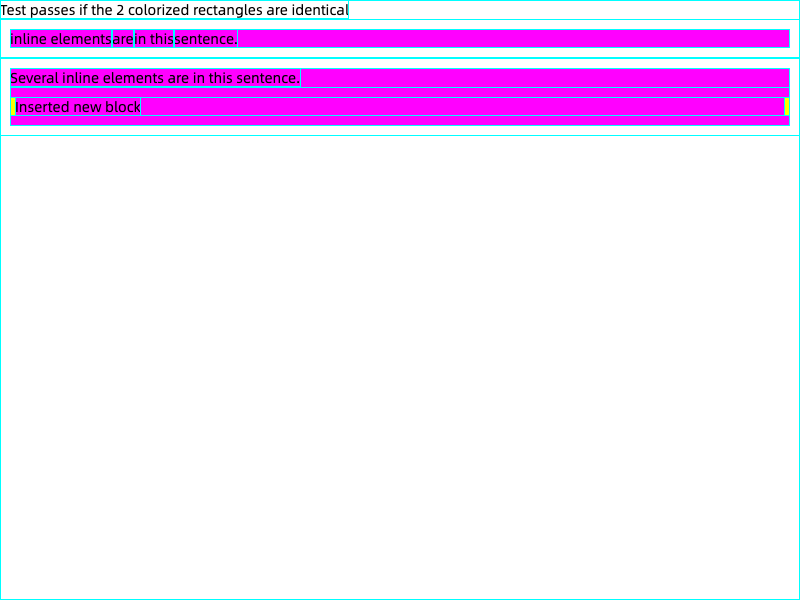 Test passes if the 2 colorized rectangles are identical
inline elementsarein thissentence.
Several inline elements are in this sentence.
Inserted new block